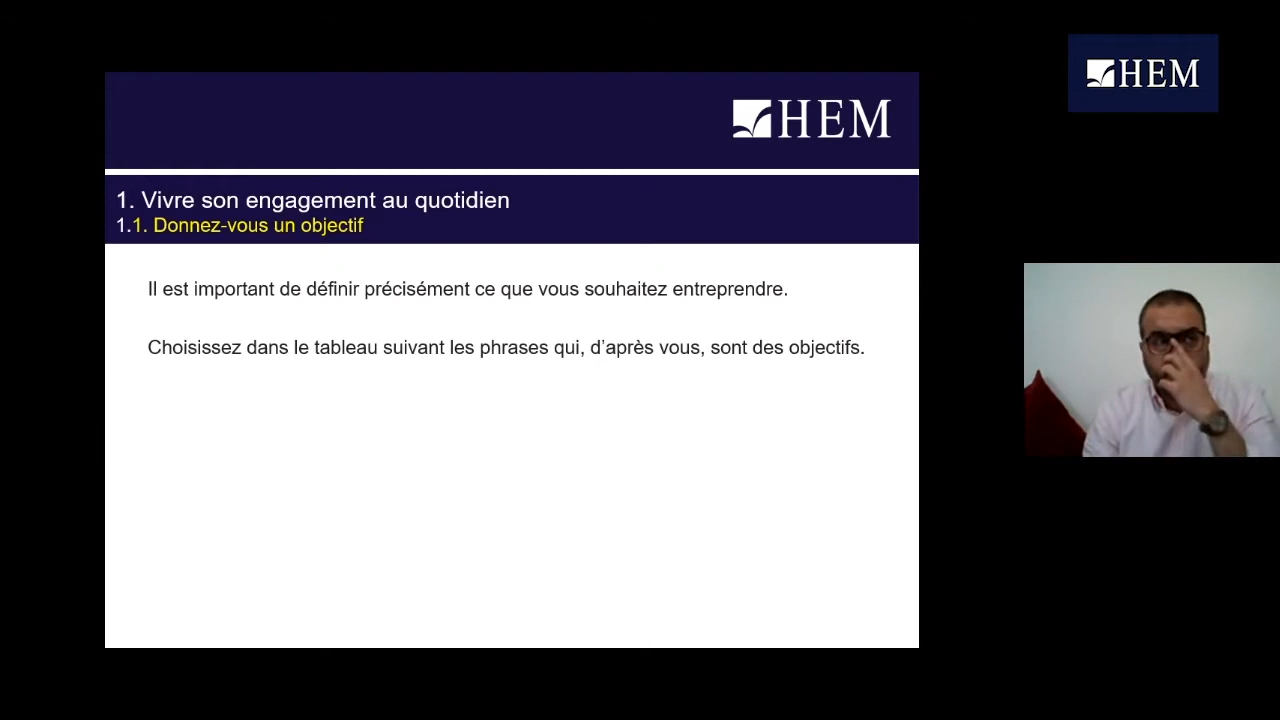 HEM
HEM
1. Vivre son engagement au quotidien
1.1. Donnez-vous un objectif
Il est important de définir précisément ce que vous souhaitez entreprendre.
Choisissez dans le tableau suivant les phrases qui, d’après vous, sont des objectifs.